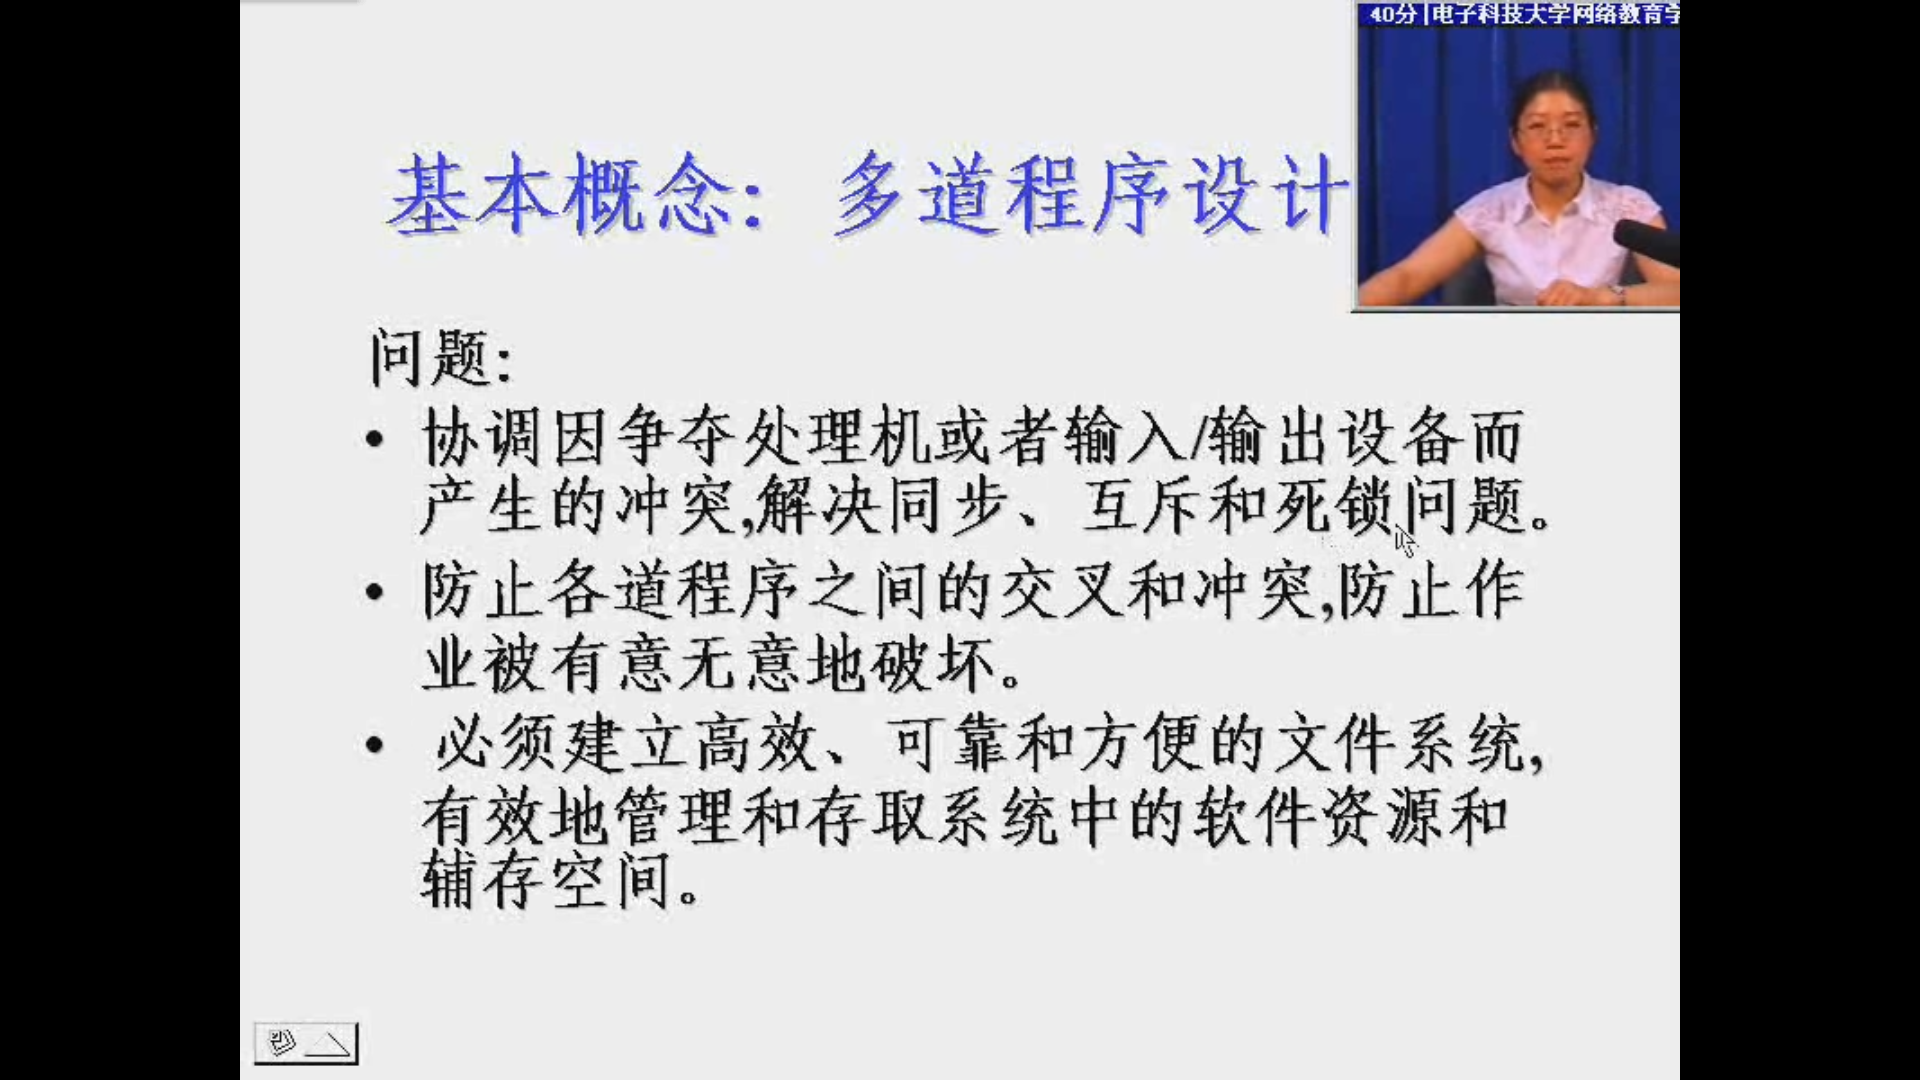 40分|电子科技大学网络教育学
基本概念：多道程序设计
问题:
• 协调因争夺处理机或者输入/输出设备而
产生的冲突,解决同步、互斥和死锁问题。
• 防止各道程序之间的交叉和冲突,防止作
业被有意无意地破坏。
• 必须建立高效、可靠和方便的文件系统,
有效地管理和存取系统中的软件资源和
辅存空间。